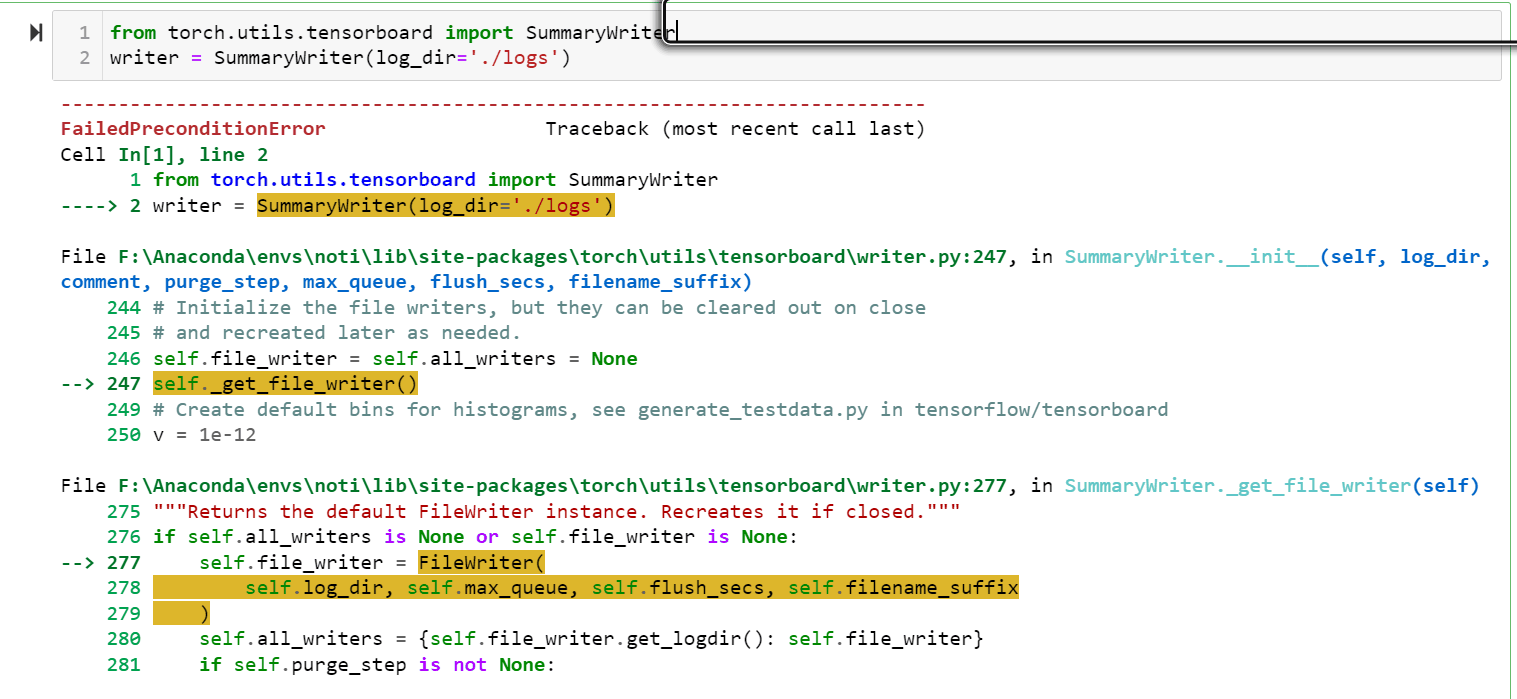 1 from torch.utils.tensorboard import SummaryWriter
2 writer = SummaryWriter(log_dir='./logs')
---------------------------------------------------------------------------
FailedPreconditionError                   Traceback (most recent call last)
Cell In[1], line 2
      1 from torch.utils.tensorboard import SummaryWriter
----> 2 writer = SummaryWriter(log_dir='./logs')
File F:\Anaconda\envs\noti\lib\site-packages\torch\utils\tensorboard\writer.py:247, in SummaryWriter.__init__(self, log_dir,
comment, purge_step, max_queue, flush_secs, filename_suffix)
    244 # Initialize the file writers, but they can be cleared out on close
    245 # and recreated later as needed.
    246 self.file_writer = self.all_writers = None
--> 247 self._get_file_writer()
    249 # Create default bins for histograms, see generate_testdata.py in tensorflow/tensorboard
    250 v = 1e-12
File F:\Anaconda\envs\noti\lib\site-packages\torch\utils\tensorboard\writer.py:277, in SummaryWriter._get_file_writer(self)
    275 """Returns the default FileWriter instance. Recreates it if closed."""
    276 if self.all_writers is None or self.file_writer is None:
--> 277     self.file_writer = FileWriter(
    278         self.log_dir, self.max_queue, self.flush_secs, self.filename_suffix
    279     )
    280     self.all_writers = {self.file_writer.get_logdir(): self.file_writer}
    281     if self.purge_step is not None: